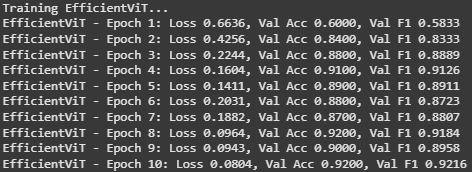 Training EfficientViT...
EfficientViT - Epoch 1: Loss 0.6636, Val Acc 0.6000, Val F1 0.5833
EfficientViT - Epoch 2: Loss 0.4256, Val Acc 0.8400, Val F1 0.8333
EfficientViT - Epoch 3: Loss 0.2244, Val Acc 0.8800, Val F1 0.8889
EfficientViT - Epoch 4: Loss 0.1604, Val Acc 0.9100, Val F1 0.9126
EfficientViT - Epoch 5: Loss 0.1411, Val Acc 0.8900, Val F1 0.8911
EfficientViT - Epoch 6: Loss 0.2031, Val Acc 0.8800, Val F1 0.8723
EfficientViT - Epoch 7: Loss 0.1882, Val Acc 0.8700, Val F1 0.8807
EfficientViT - Epoch 8: Loss 0.0964, Val Acc 0.9200, Val F1 0.9184
EfficientViT - Epoch 9: Loss 0.0943, Val Acc 0.9000, Val F1 0.8958
EfficientViT - Epoch 10: Loss 0.0804, Val Acc 0.9200, Val F1 0.9216